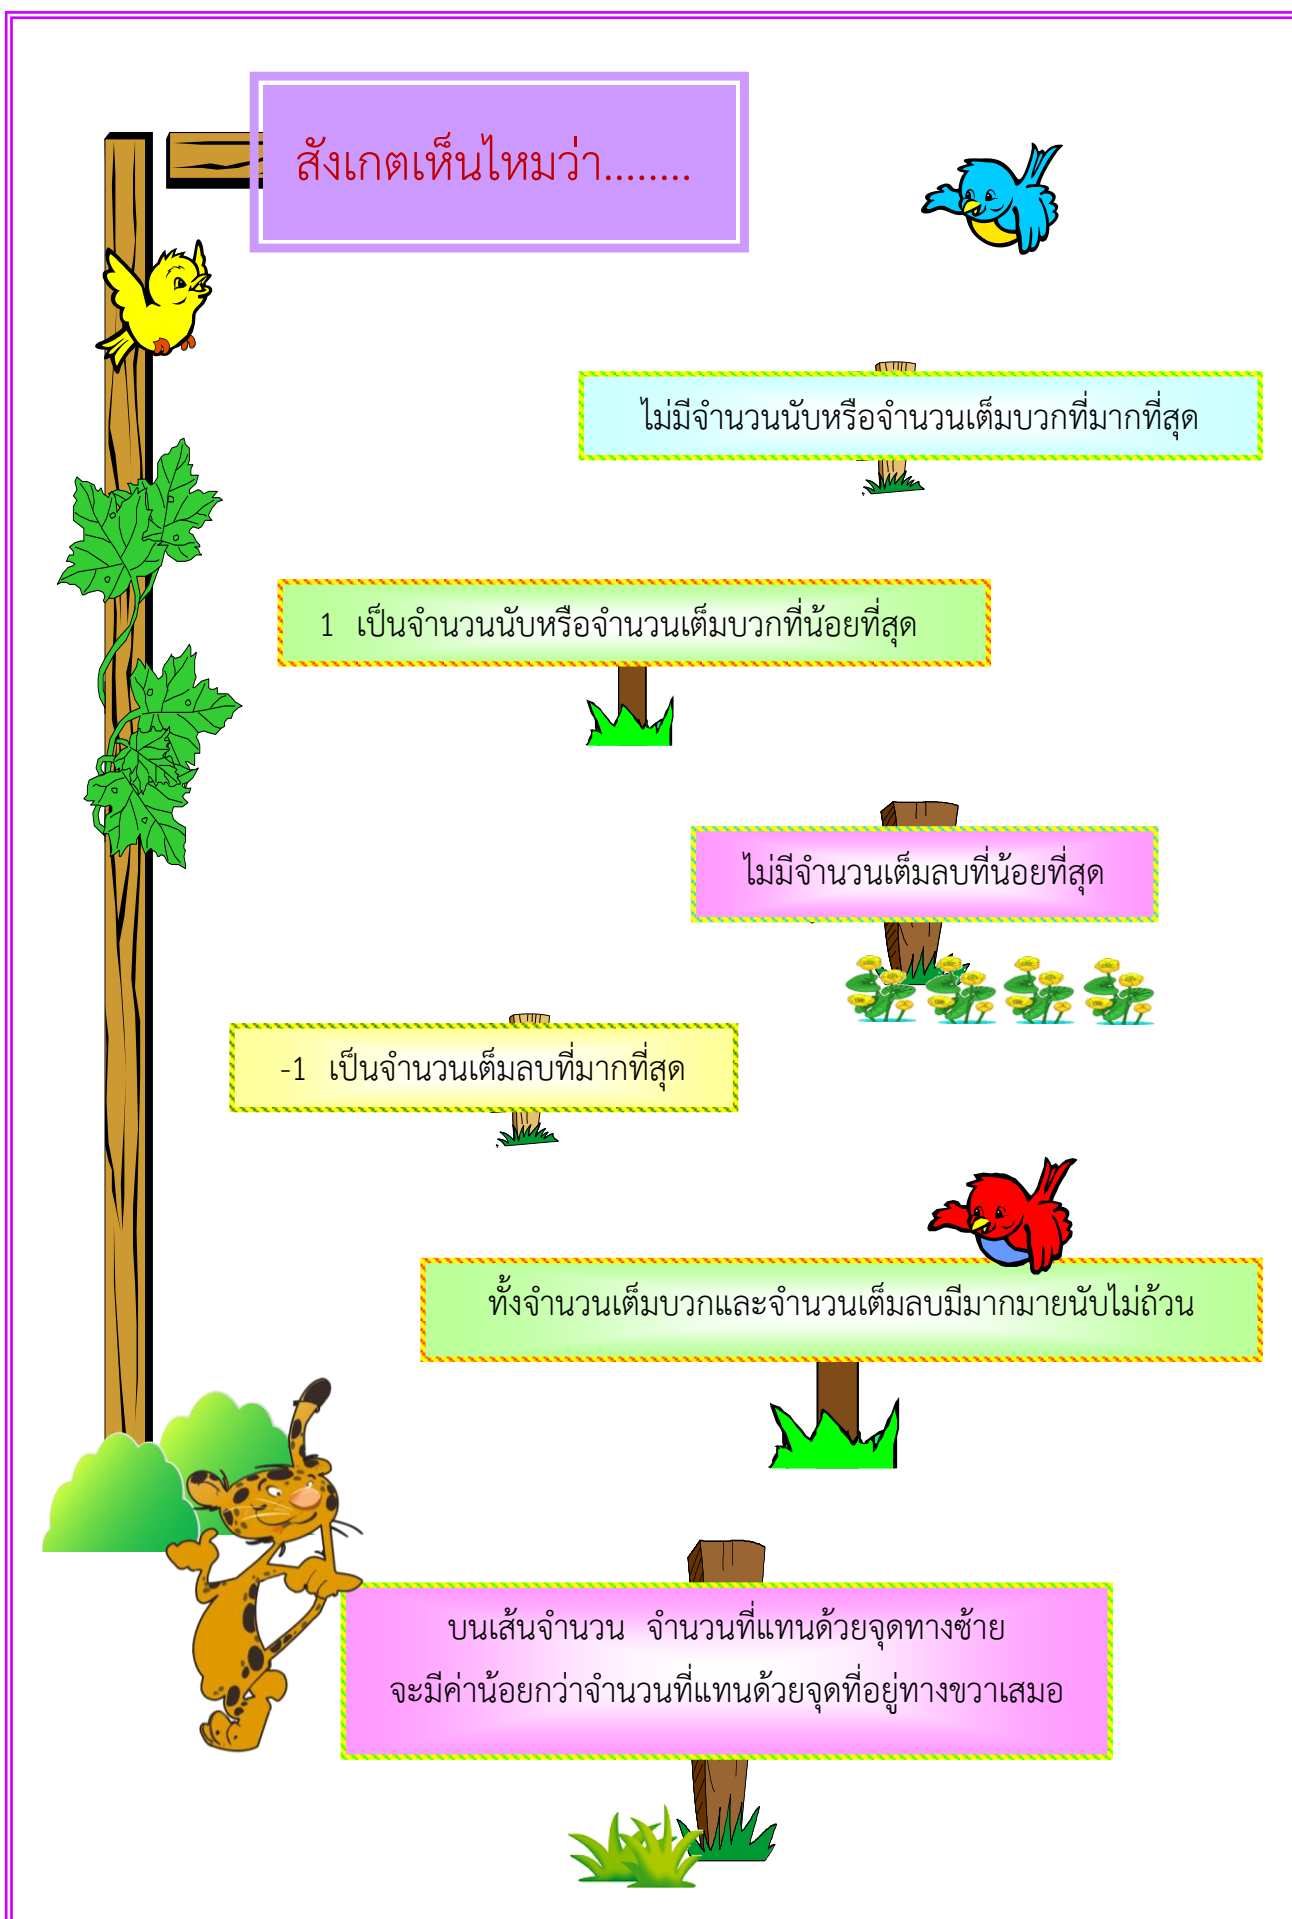 สังเกตเห็นไหมว่า........
ไม่มีจำนวนนับหรือจำนวนเต็มบวกที่มากที่สุด
1 เป็นจำนวนนับหรือจำนวนเต็มบวกที่น้อยที่สุด
ไม่มีจำนวนเต็มลบที่น้อยที่สุด
-1 เป็นจำนวนเต็มลบที่มากที่สุด
ทั้งจำนวนเต็มบวกและจำนวนเต็มลบมีมากมายนับไม่ถ้วน
บนเส้นจำนวน จำนวนที่แทนด้วยจุดทางซ้าย
จะมีค่าน้อยกว่าจำนวนที่แทนด้วยจุดที่อยู่ทางขวาเสมอ